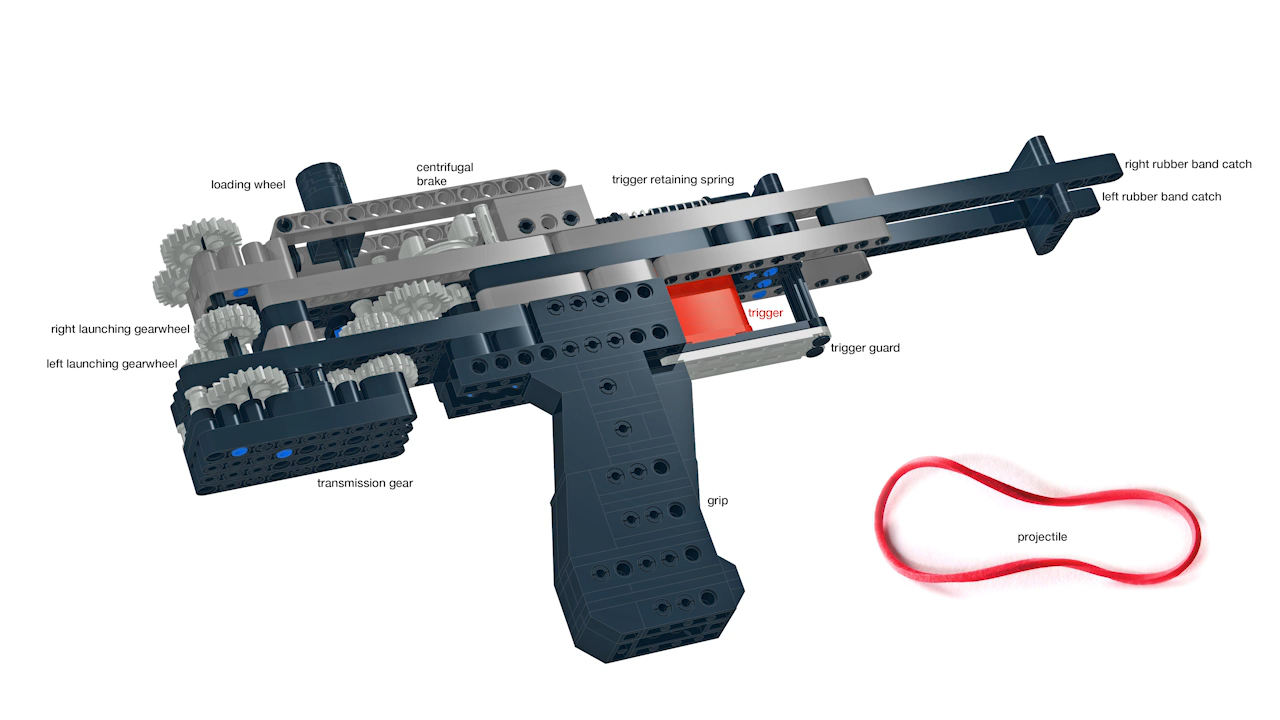 centrifugal
brake
right rubber band catch
loading wheel
trigger retaining spring
left rubber band catch
trigger
right launching gearwheel
trigger guard
left launching gearwheel
transmission gear
grip
projectile